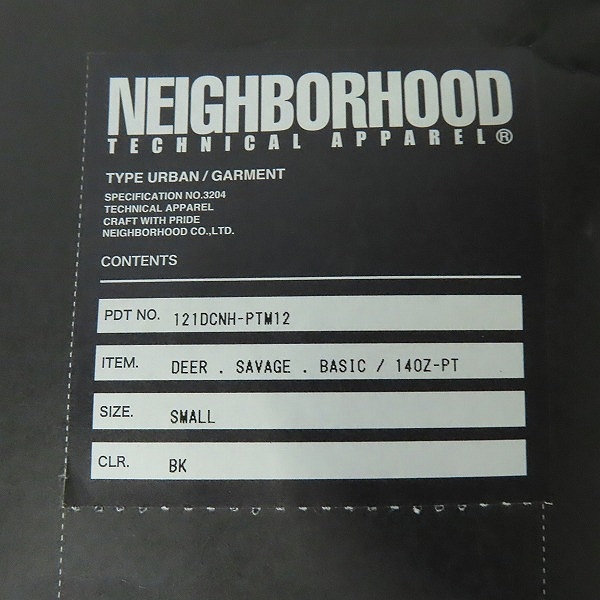 NEIGHBORHOOD
TECHNICAL APPAREL®
TYPE URBAN / GARMENT
SPECIFICATION NO.3204
TECHNICAL APPAREL
CRAFT WITH PRIDE
NEIGHBORHOOD CO.,LTD.
CONTENTS
PDT NO. 121DCNH-PTM12
ITEM. DEER . SAVAGE . BASIC / 14OZ-PT
SIZE. SMALL
CLR. BK